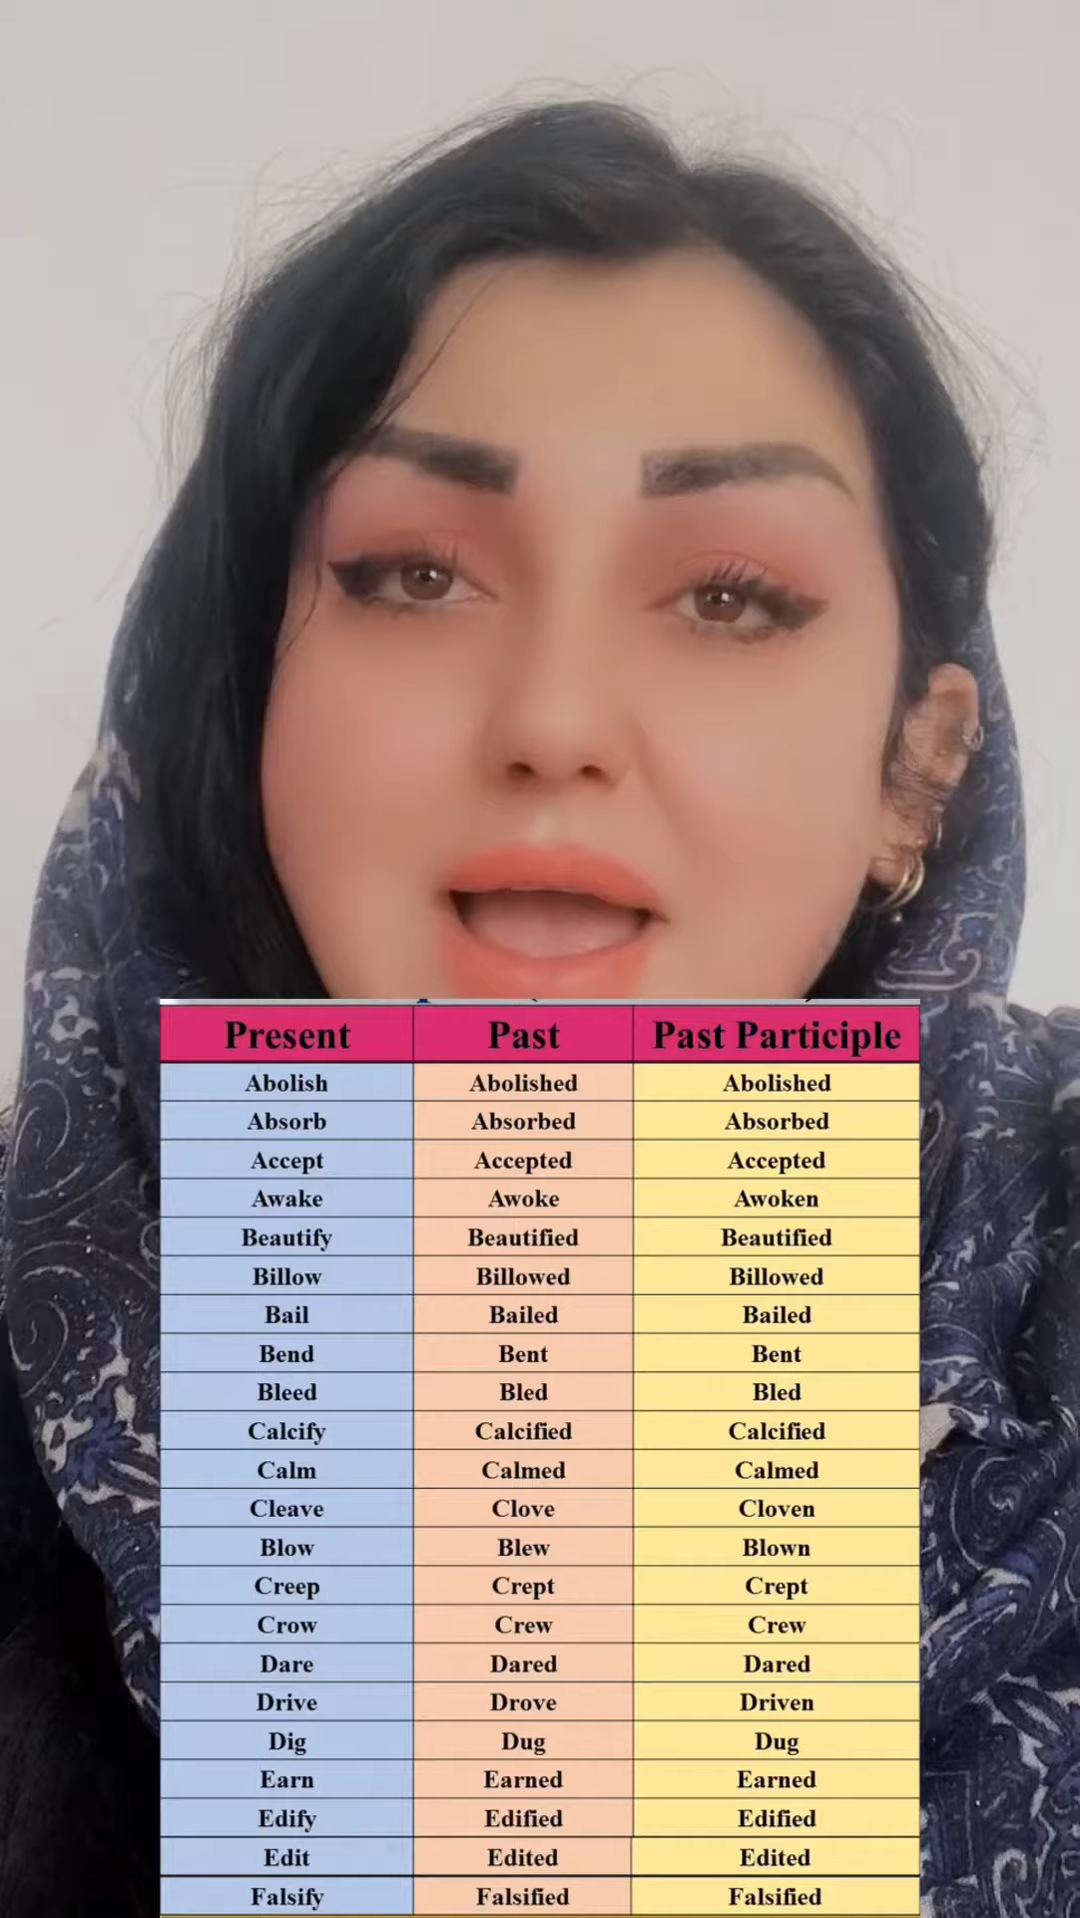 Present Past Past Participle
Abolish Abolished Abolished
Absorb Absorbed Absorbed
Accept Accepted Accepted
Awake Awoke Awoken
Beautify Beautified Beautified
Billow Billowed Billowed
Bail Bailed Bailed
Bend Bent Bent
Bleed Bled Bled
Calcify Calcified Calcified
Calm Calmed Calmed
Cleave Clove Cloven
Blow Blew Blown
Creep Crept Crept
Crow Crew Crew
Dare Dared Dared
Drive Drove Driven
Dig Dug Dug
Earn Earned Earned
Edify Edified Edified
Edit Edited Edited
Falsify Falsified Falsified